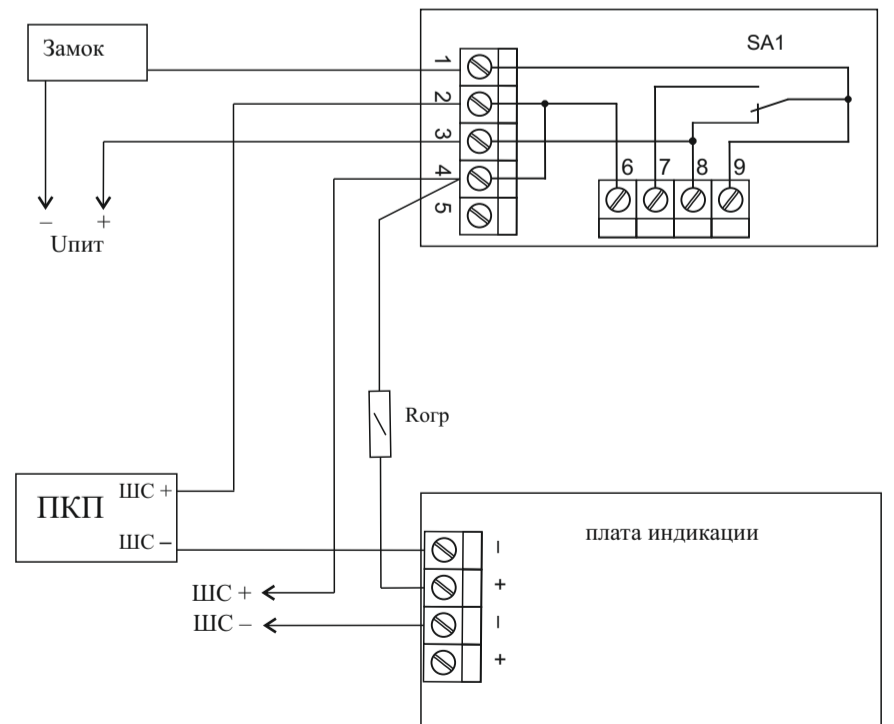 Замок
SA1
1
2
3
4
5
6 7 8 9
– +
Uпит
Rогр
ПКП
ШС +
ШС –
плата индикации
–
+
–
+
ШС +
ШС –